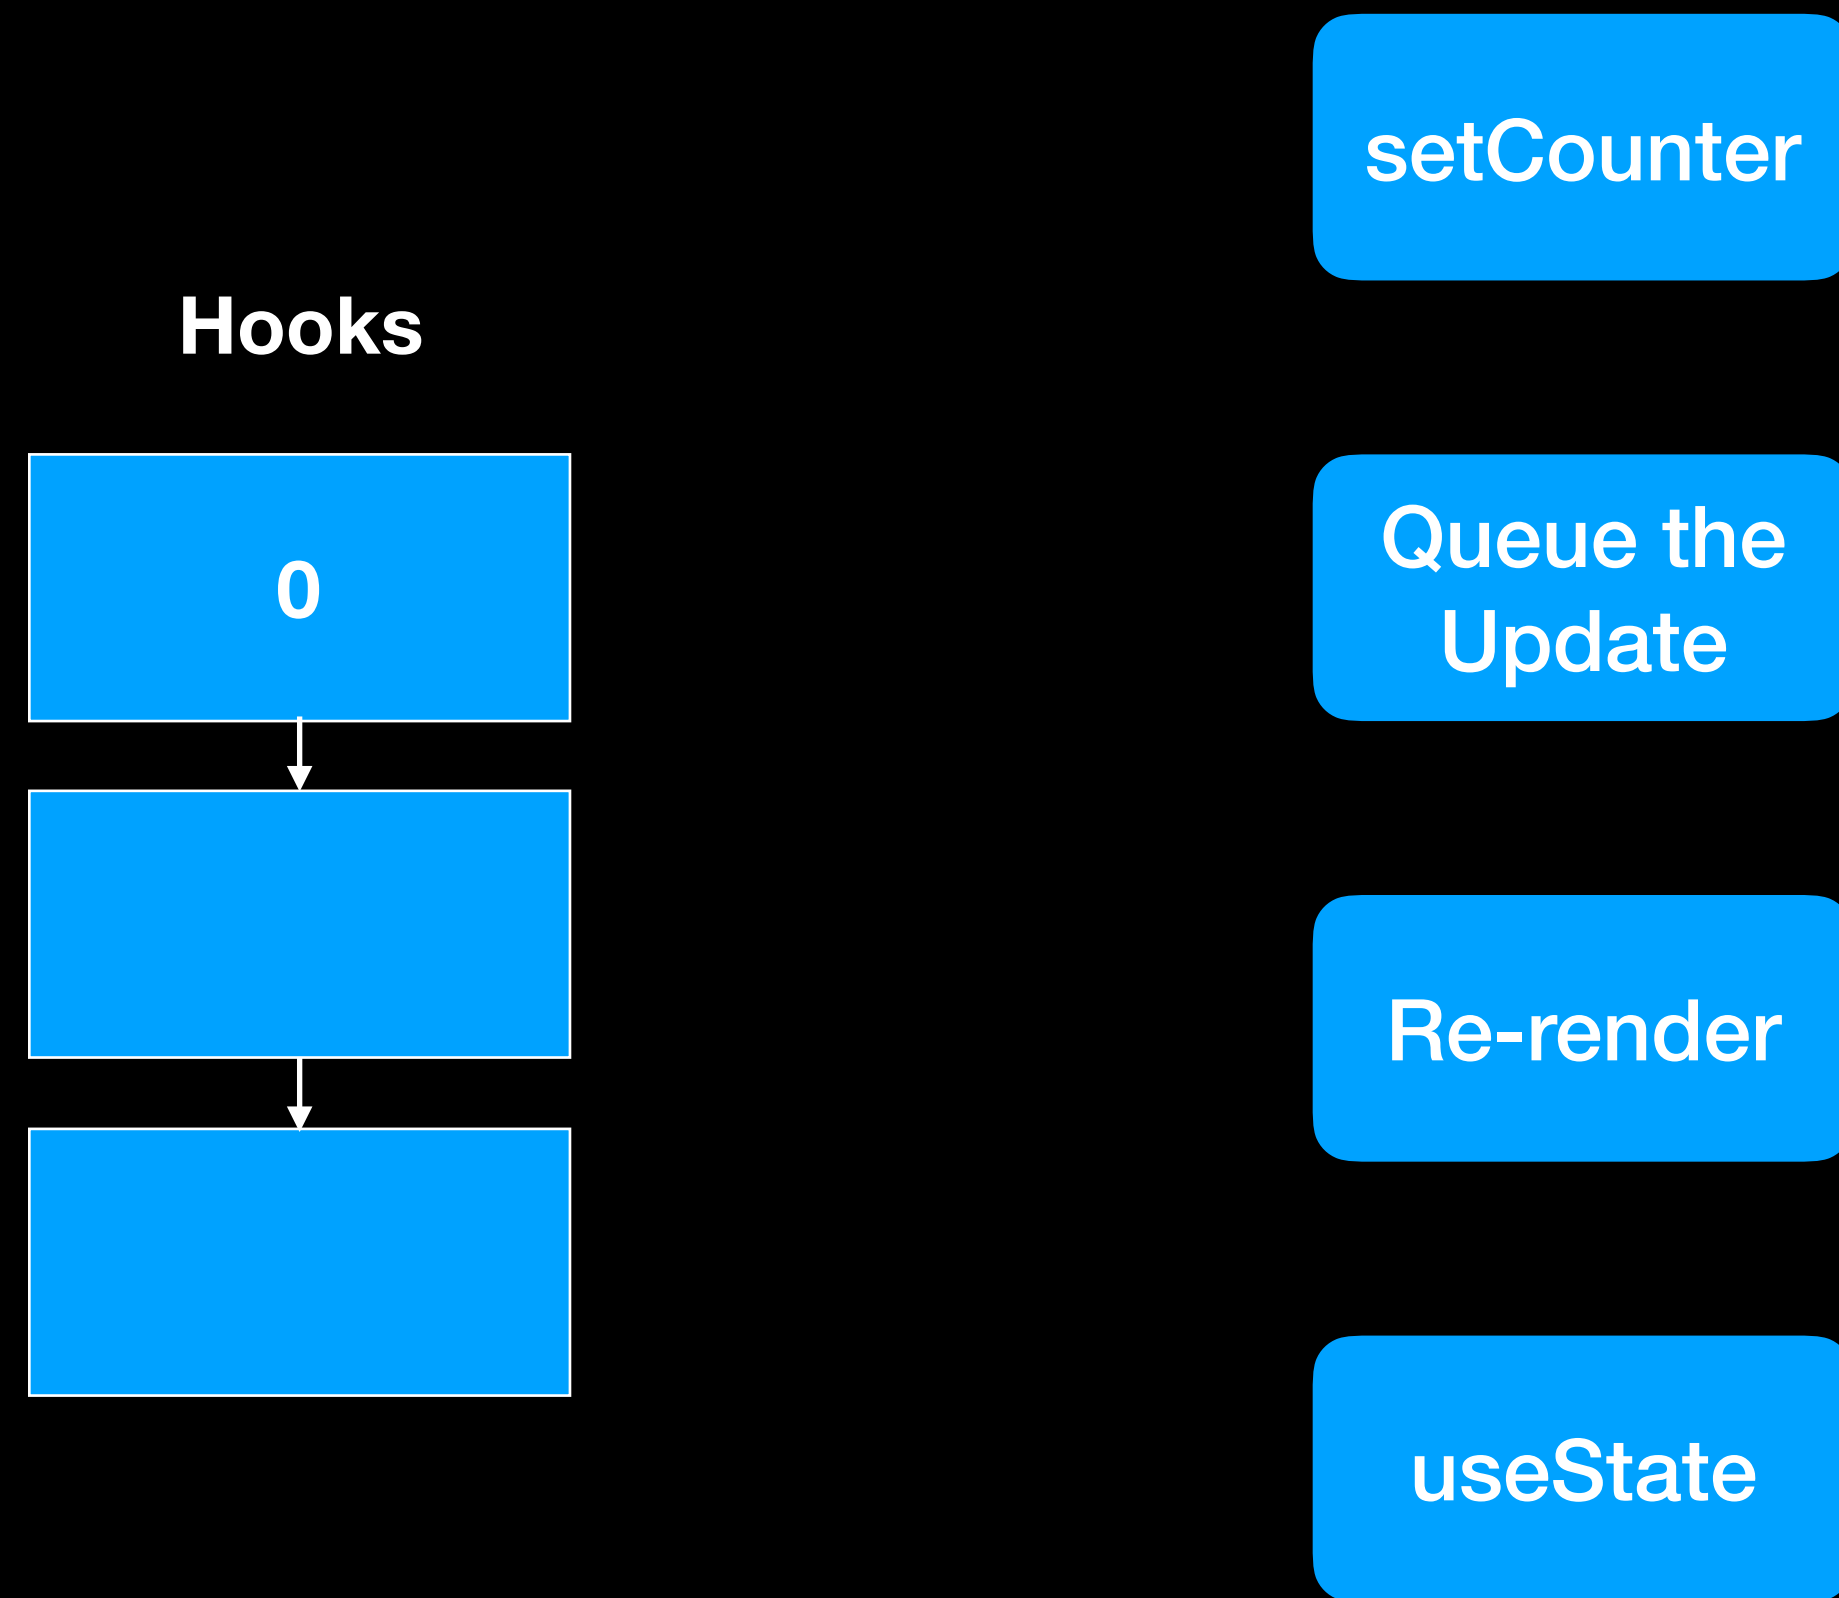 Hooks
0
setCounter
Queue the
Update
Re-render
useState